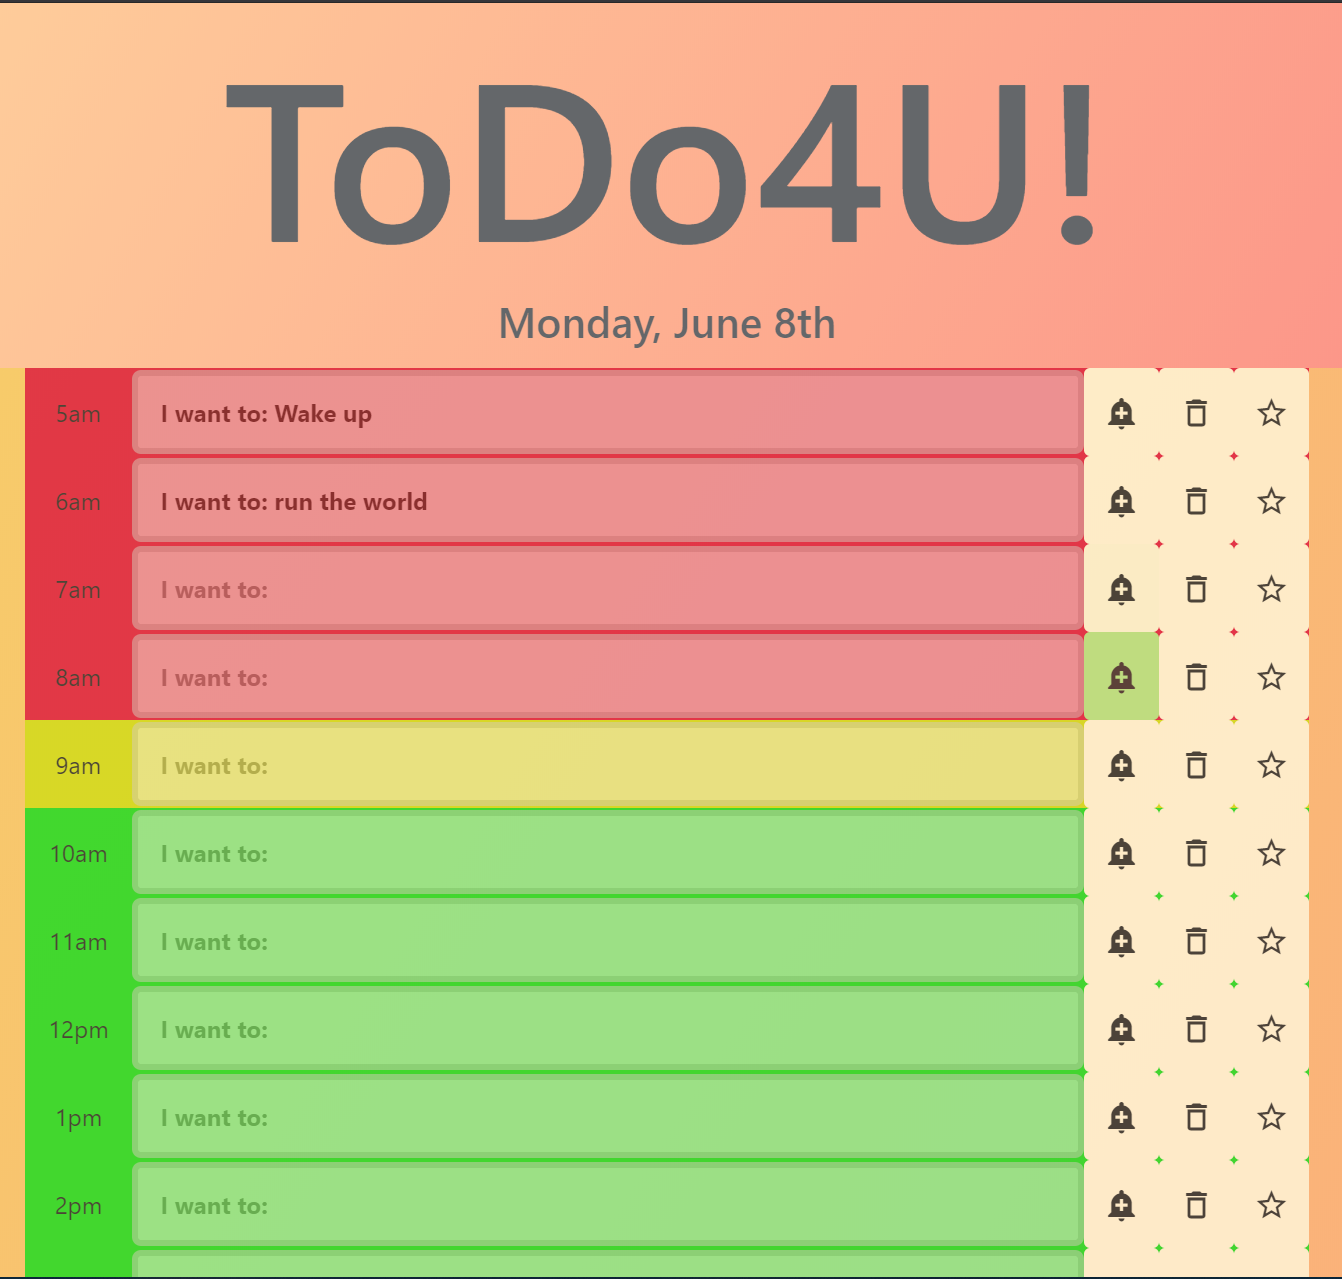 ToDo4U!
Monday, June 8th
5am I want to: Wake up
6am I want to: run the world
7am I want to:
8am I want to:
9am I want to:
10am I want to:
11am I want to:
12pm I want to:
1pm I want to:
2pm I want to: